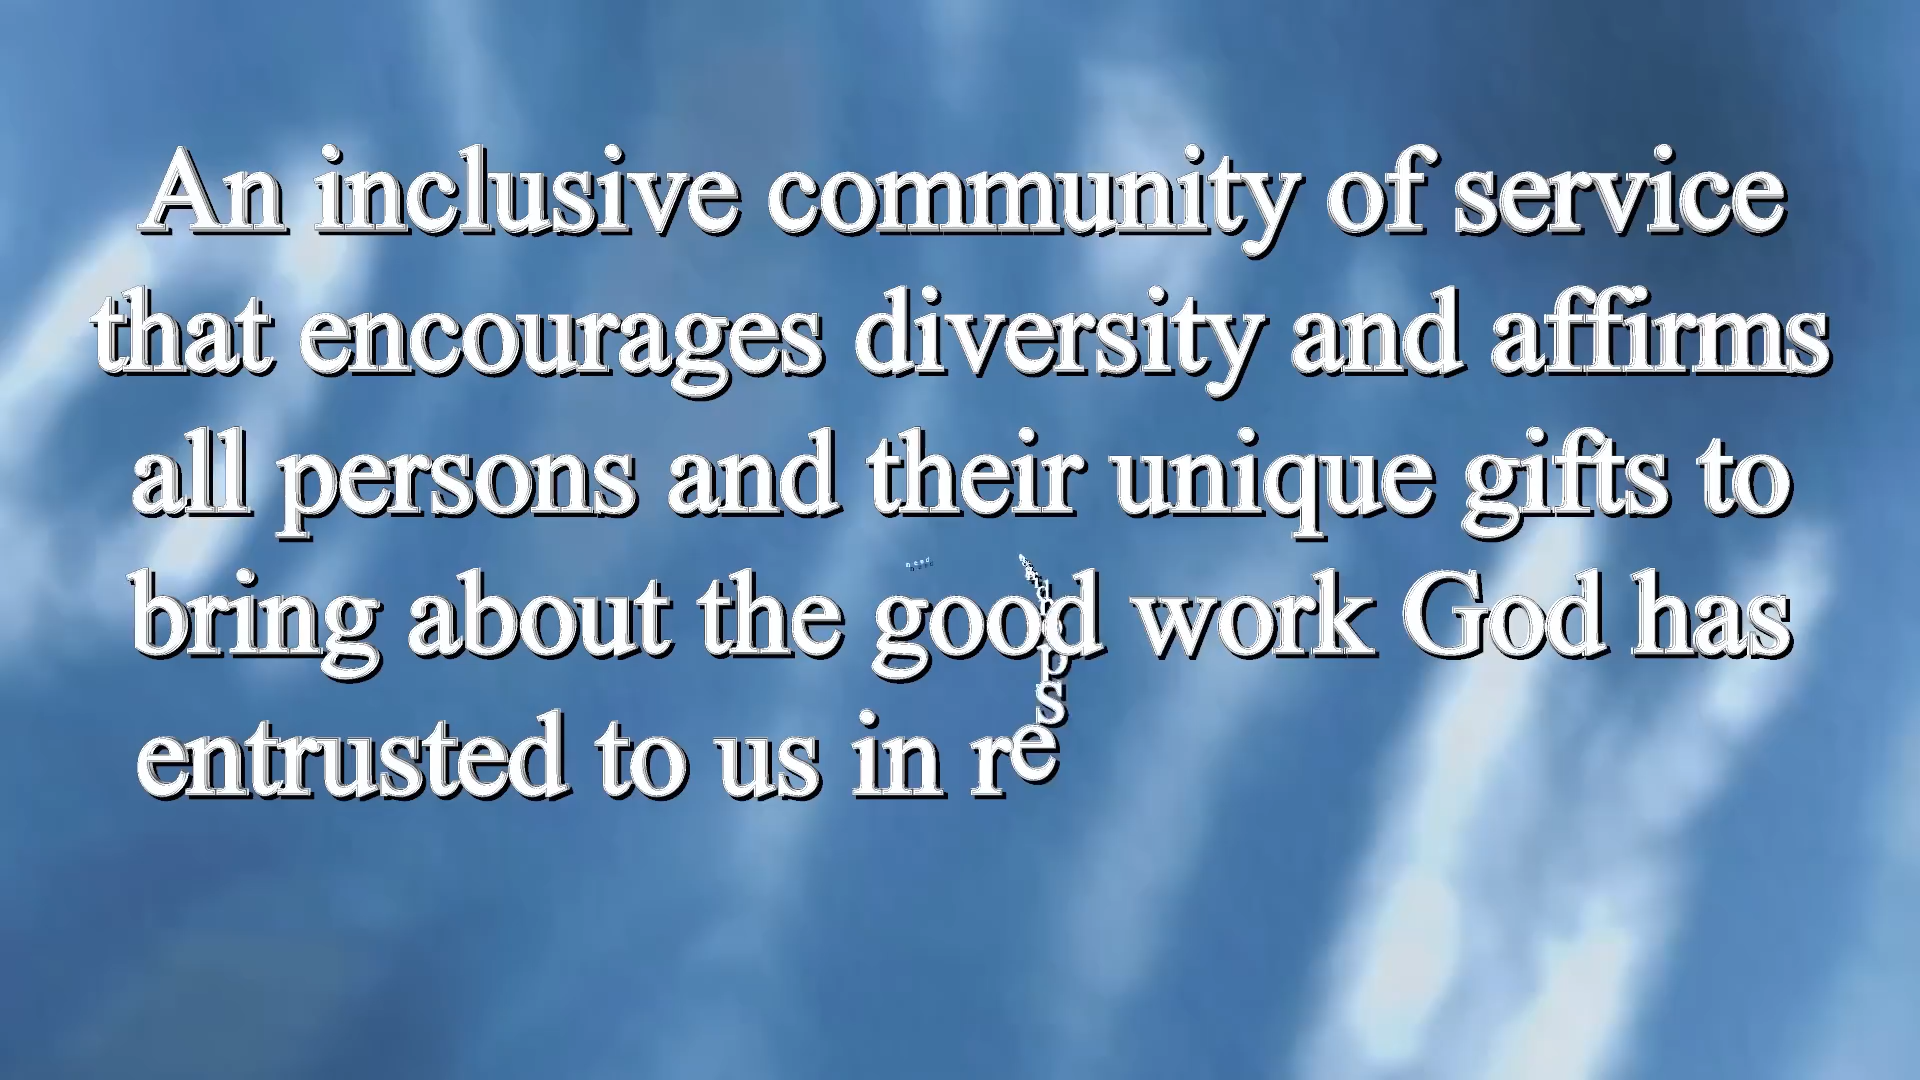 An inclusive community of service
that encourages diversity and affirms
all persons and their unique gifts to
bring about the good work God has
entrusted to us in resp